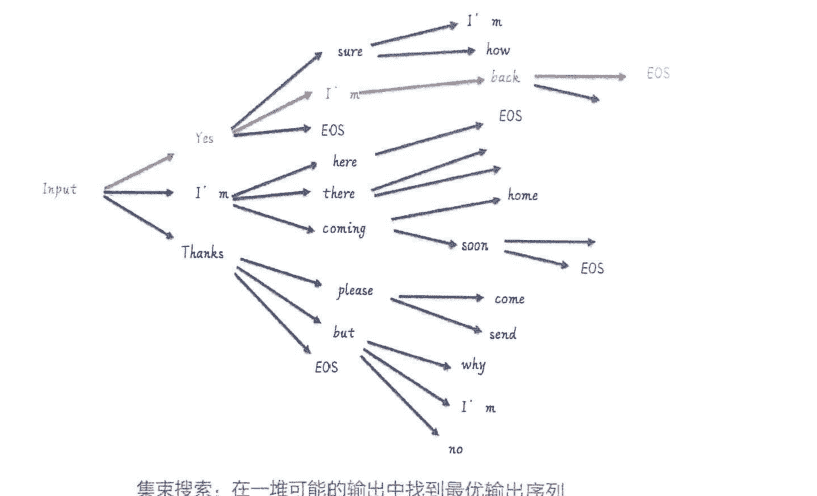 I'm
sure
how
back
EOS
I'm
EOS
EOS
Yes
here
Input
I'm
there
home
coming
Thanks
soon
EOS
please
come
but
send
EOS
why
I'm
no
集束搜索：在一堆可能的输出中找到最优输出序列